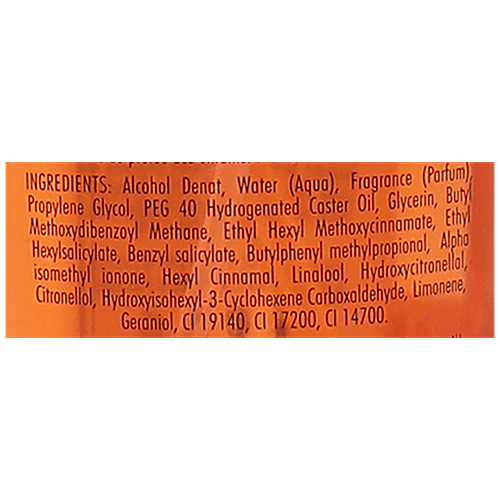 INGREDIENTS: Alcohol Denat, Water (Aqua), Fragrance (Parfum),
Propylene Glycol, PEG 40 Hydrogenated Caster Oil, Glycerin, Butyl
Methoxydibenzoyl Methane, Ethyl Hexyl Methoxycinnamate, Ethyl
Hexylsalicylate, Benzyl salicylate, Butylphenyl methylpropional, Alpha
isomethyl ionone, Hexyl Cinnamal, Linalool, Hydroxycitronellal,
Citronellol, Hydroxyisohexyl-3-Cyclohexene Carboxaldehyde, Limonene,
Geraniol, CI 19140, CI 17200, CI 14700.